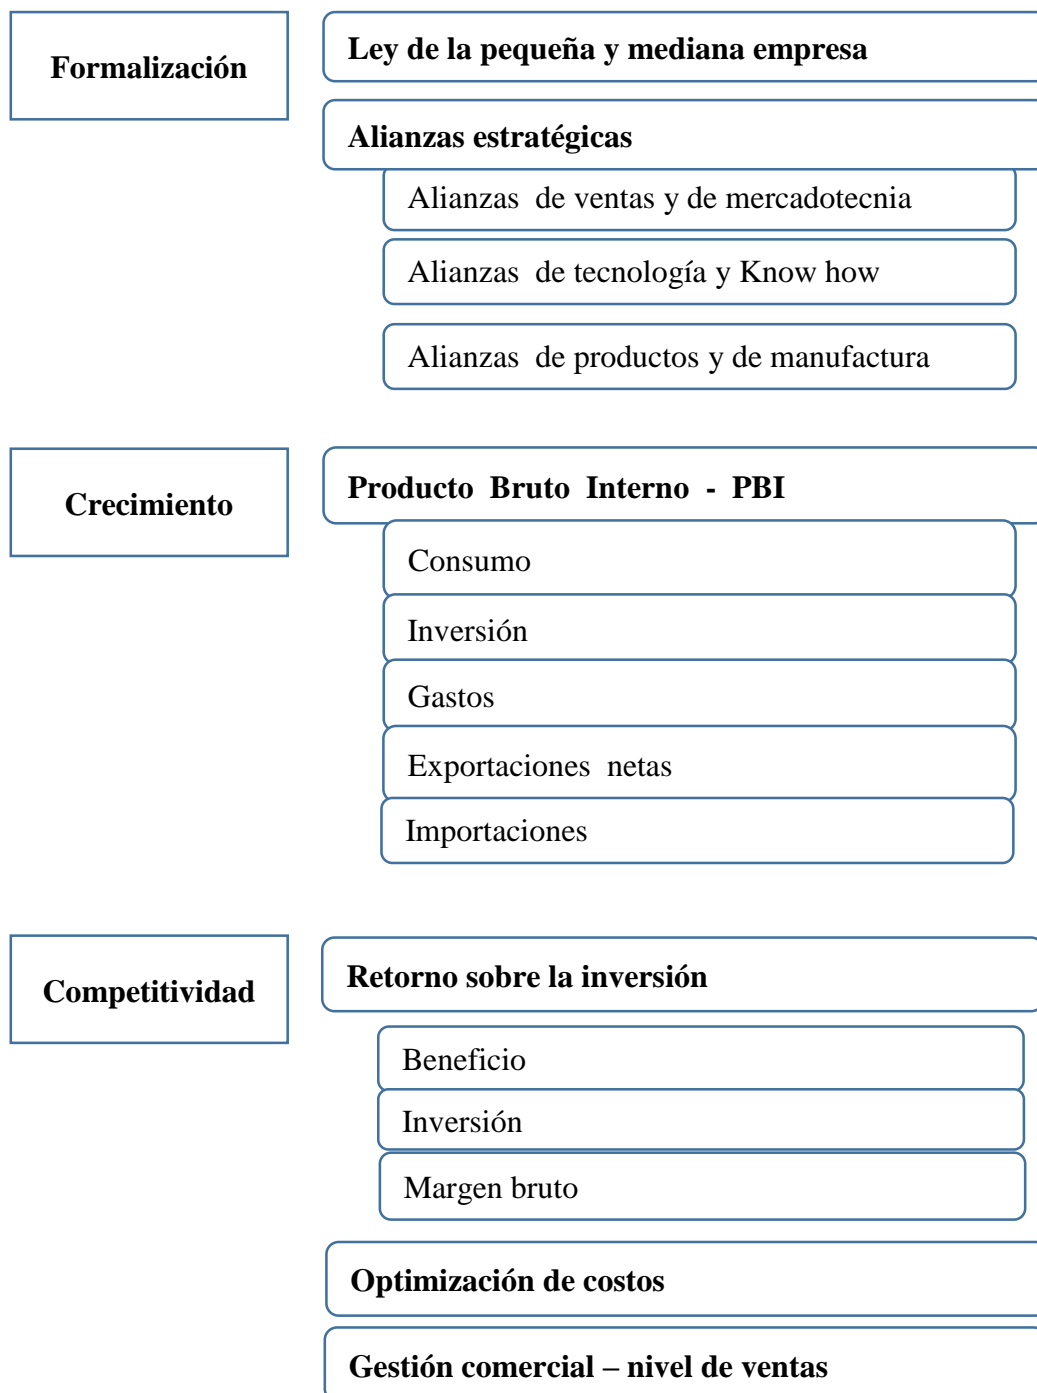 Formalización
Ley de la pequeña y mediana empresa
Alianzas estratégicas
Alianzas de ventas y de mercadotecnia
Alianzas de tecnología y Know how
Alianzas de productos y de manufactura
Crecimiento
Producto Bruto Interno - PBI
Consumo
Inversión
Gastos
Exportaciones netas
Importaciones
Competitividad
Retorno sobre la inversión
Beneficio
Inversión
Margen bruto
Optimización de costos
Gestión comercial – nivel de ventas